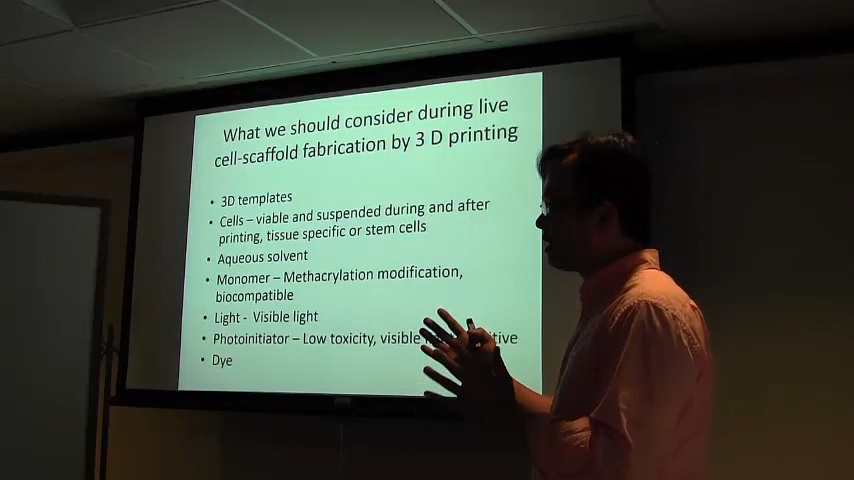 What we should consider during live
cell-scaffold fabrication by 3 D printing
• 3D templates
• Cells – viable and suspended during and after
printing, tissue specific or stem cells
• Aqueous solvent
• Monomer – Methacrylation modification,
biocompatible
• Light - Visible light
• Photoinitiator – Low toxicity, visible
• Dye